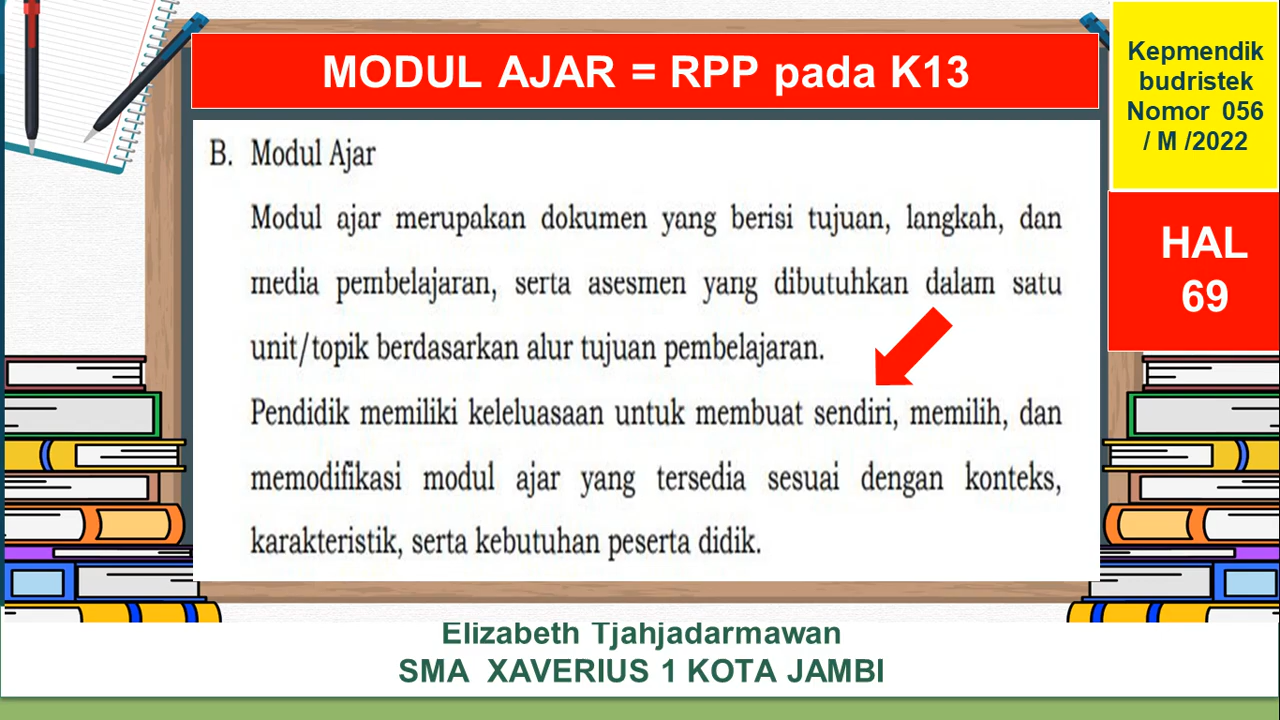 MODUL AJAR = RPP pada K13
Kepmendik
budristek
Nomor 056
/ M /2022
HAL
69
B. Modul Ajar
Modul ajar merupakan dokumen yang berisi tujuan, langkah, dan
media pembelajaran, serta asesmen yang dibutuhkan dalam satu
unit/topik berdasarkan alur tujuan pembelajaran.
Pendidik memiliki keleluasaan untuk membuat sendiri, memilih, dan
memodifikasi modul ajar yang tersedia sesuai dengan konteks,
karakteristik, serta kebutuhan peserta didik.
Elizabeth Tjahjadarmawan
SMA XAVERIUS 1 KOTA JAMBI